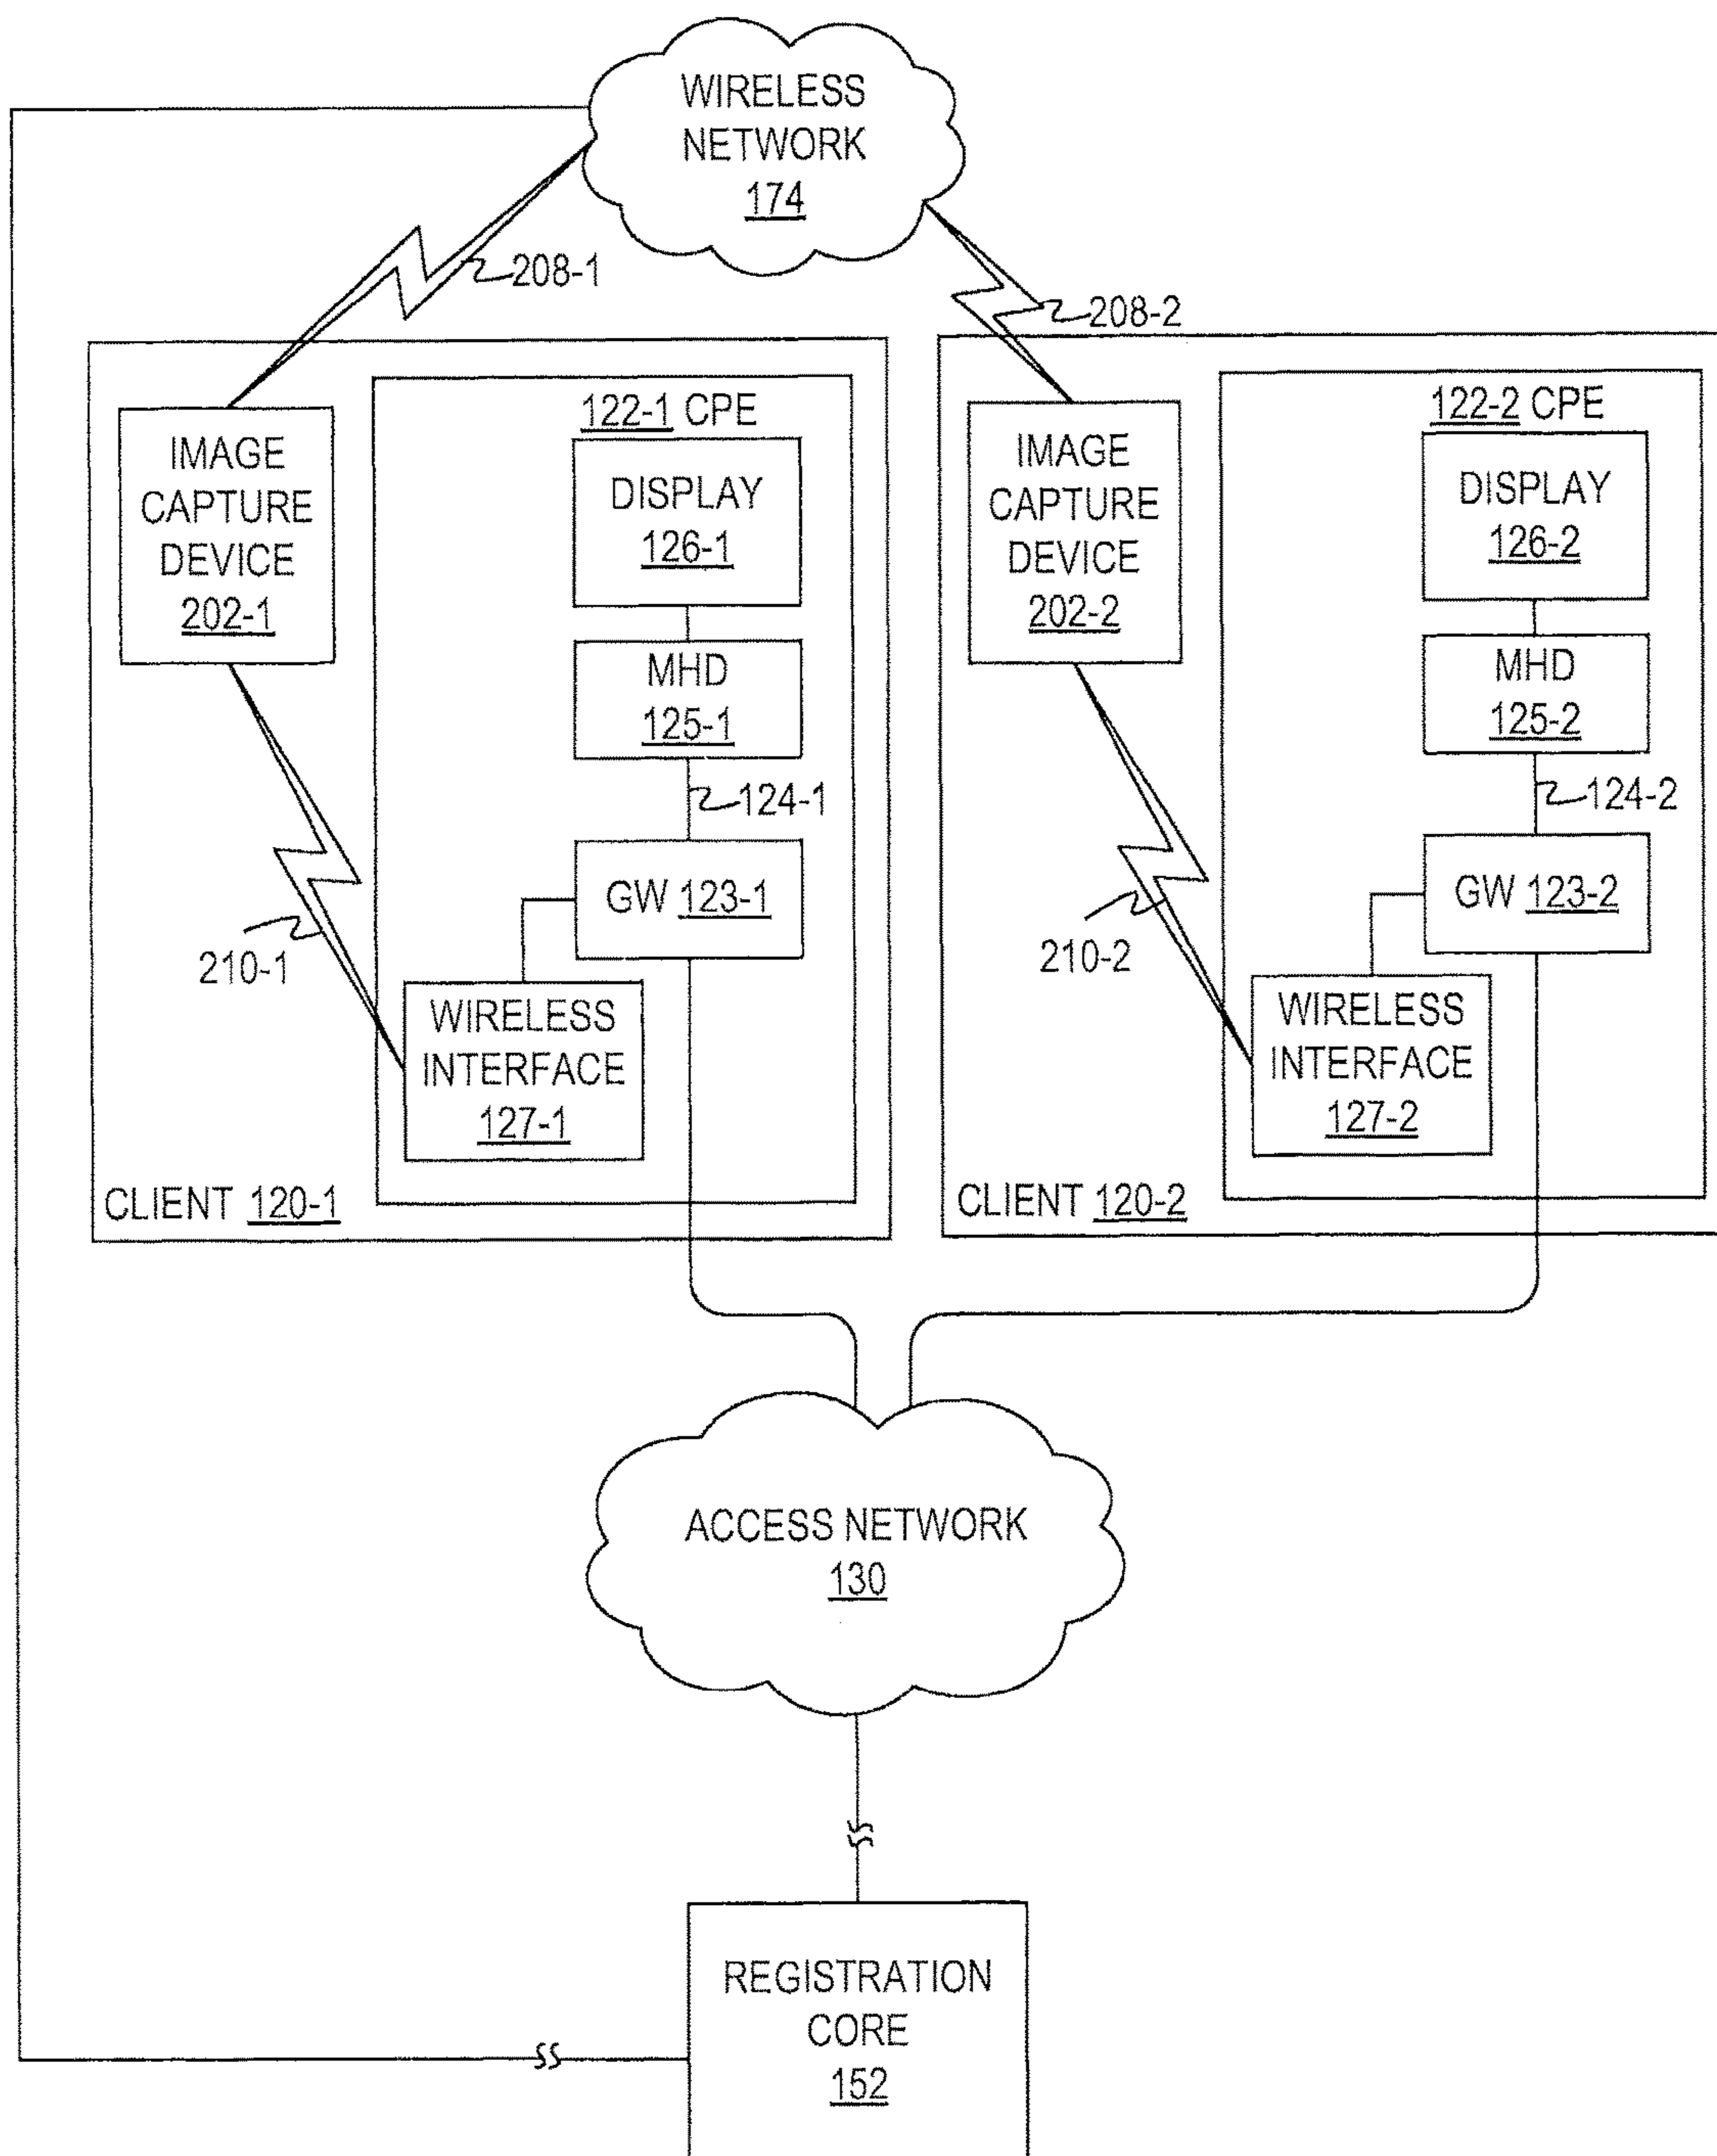 WIRELESS
NETWORK
174
208-1
208-2
122-1 CPE
IMAGE
CAPTURE
DEVICE
202-1
DISPLAY
126-1
MHD
125-1
124-1
GW 123-1
210-1
WIRELESS
INTERFACE
127-1
CLIENT 120-1
122-2 CPE
IMAGE
CAPTURE
DEVICE
202-2
DISPLAY
126-2
MHD
125-2
124-2
GW 123-2
210-2
WIRELESS
INTERFACE
127-2
CLIENT 120-2
ACCESS NETWORK
130
REGISTRATION
CORE
152